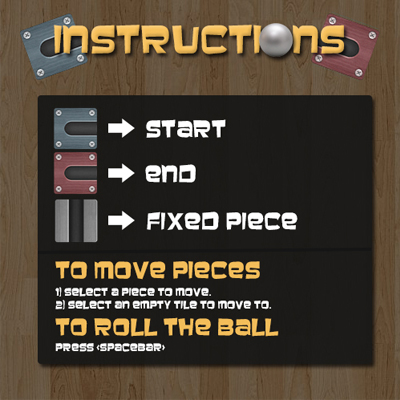 INSTRUCTIONS
START
END
FIXED PIECE
TO MOVE PIECES
1) SELECT A PIECE TO MOVE.
2) SELECT AN EMPTY TILE TO MOVE TO.
TO ROLL THE BALL
PRESS <SPACEBAR>